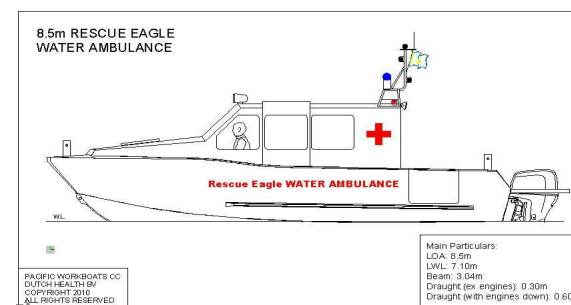 8.5m RESCUE EAGLE
WATER AMBULANCE
Rescue Eagle WATER AMBULANCE
W.L.
PACIFIC WORKBOATS CC
DUTCH HEALTH BV
COPYRIGHT 2010
ALL RIGHTS RESERVED
Main Particulars:
LOA: 8.5m
LWL: 7.10m
Beam: 3.04m
Draught (ex engines): 0.30m
Draught (with engines down): 0.60